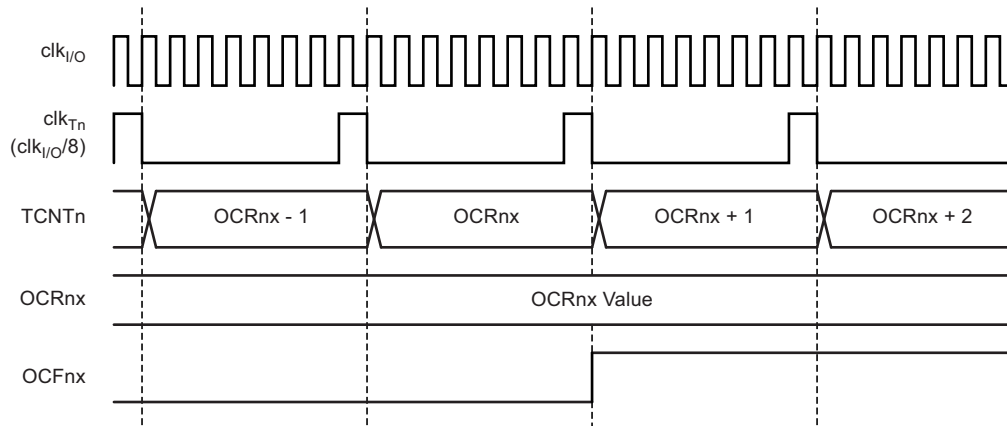 clkI/O
clkTn
(clkI/O/8)
TCNTn OCRnx - 1 OCRnx OCRnx + 1 OCRnx + 2
OCRnx OCRnx Value
OCFnx